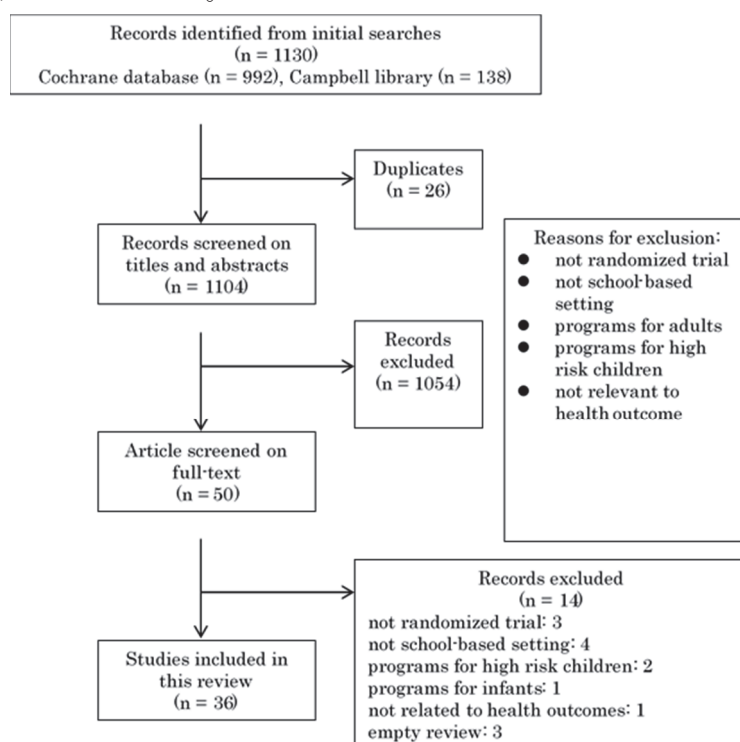 Records identified from initial searches
(n = 1130)
Cochrane database (n = 992), Campbell library (n = 138)
Duplicates
(n = 26)
Records screened on
titles and abstracts
(n = 1104)
Reasons for exclusion:
● not randomized trial
● not school-based
setting
● programs for adults
● programs for high
risk children
● not relevant to
health outcome
Records
excluded
(n = 1054)
Article screened on
full-text
(n = 50)
Records excluded
(n = 14)
not randomized trial: 3
not school-based setting: 4
programs for high risk children: 2
programs for infants: 1
not related to health outcomes: 1
empty review: 3
Studies included in
this review
(n = 36)